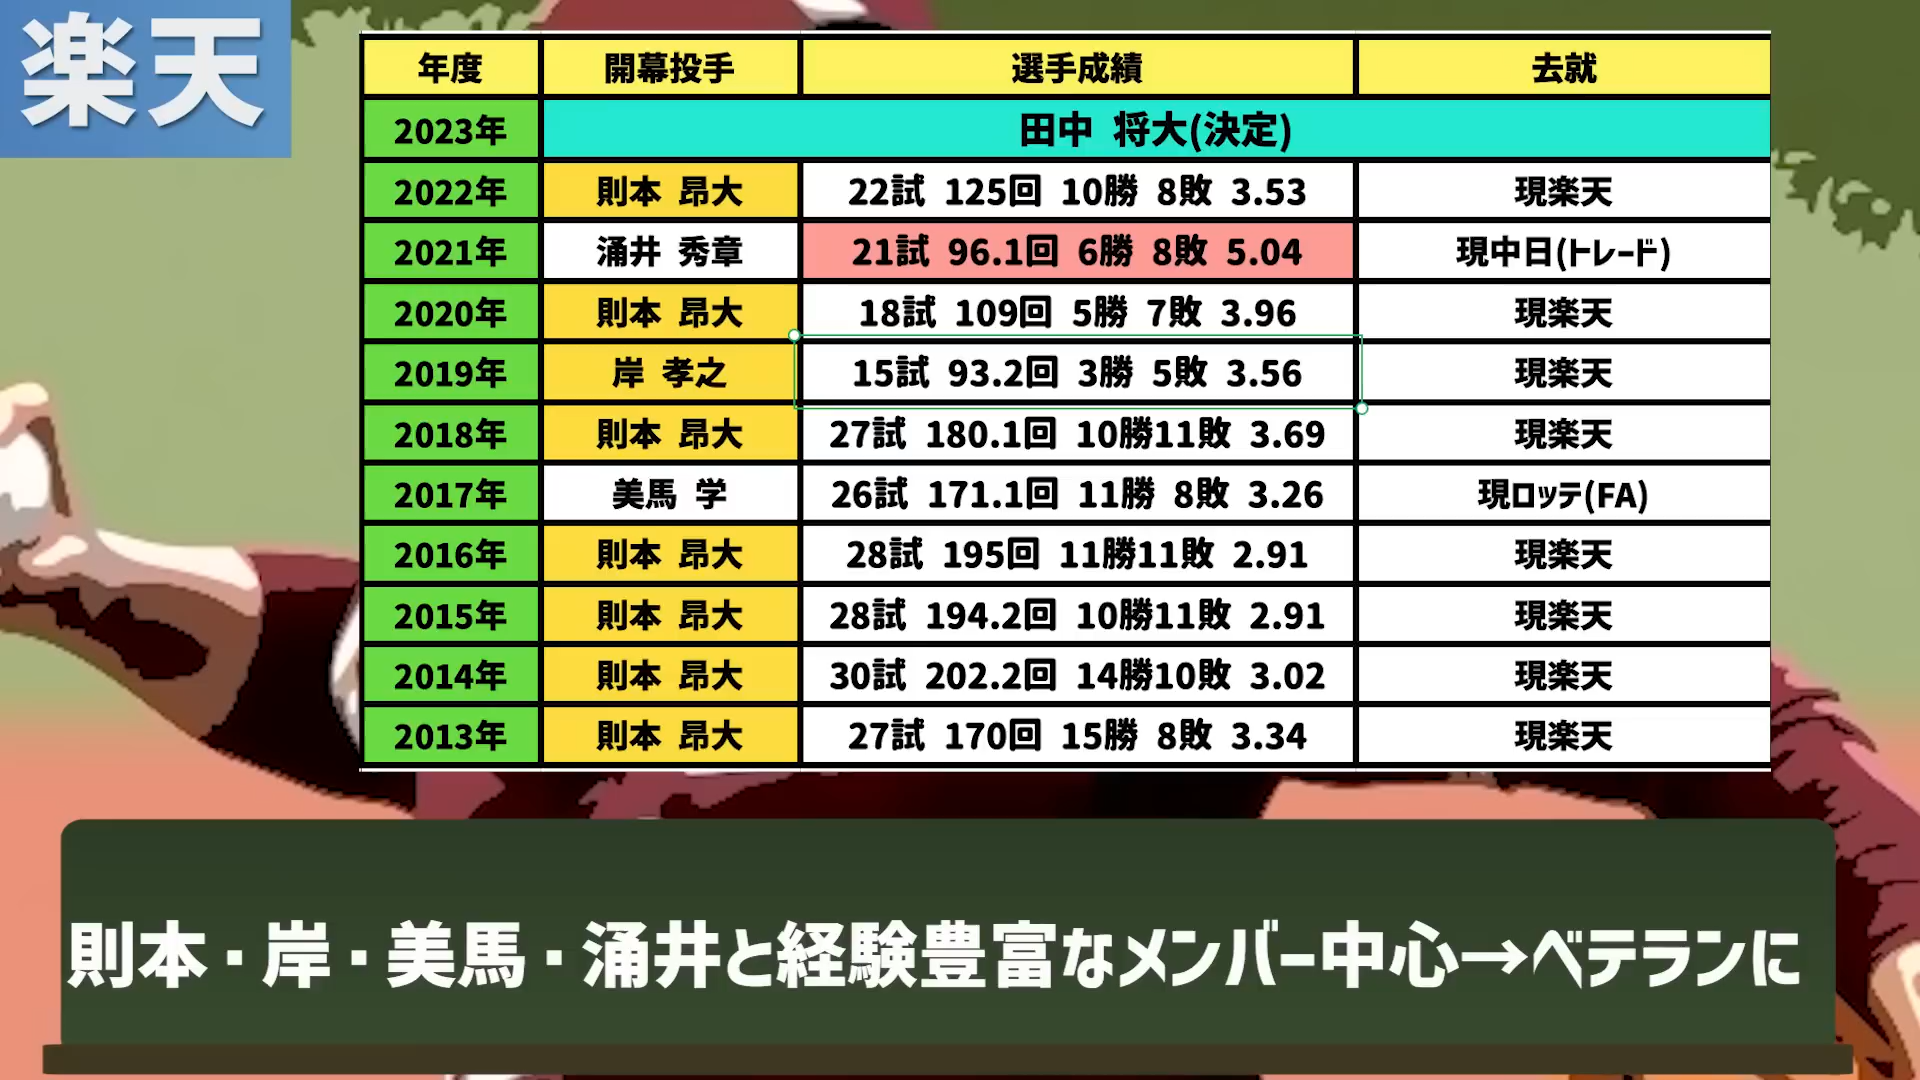 楽天
年度 開幕投手 選手成績 去就
2023年 田中 将大(決定)
2022年 則本 昂大 22試 125回 10勝 8敗 3.53 現楽天
2021年 涌井 秀章 21試 96.1回 6勝 8敗 5.04 現中日(トレード)
2020年 則本 昂大 18試 109回 5勝 7敗 3.96 現楽天
2019年 岸 孝之 15試 93.2回 3勝 5敗 3.56 現楽天
2018年 則本 昂大 27試 180.1回 10勝11敗 3.69 現楽天
2017年 美馬 学 26試 171.1回 11勝 8敗 3.26 現ロッテ(FA)
2016年 則本 昂大 28試 195回 11勝11敗 2.91 現楽天
2015年 則本 昂大 28試 194.2回 10勝11敗 2.91 現楽天
2014年 則本 昂大 30試 202.2回 14勝10敗 3.02 現楽天
2013年 則本 昂大 27試 170回 15勝 8敗 3.34 現楽天
則本・岸・美馬・涌井と経験豊富なメンバー中心→ベテランに